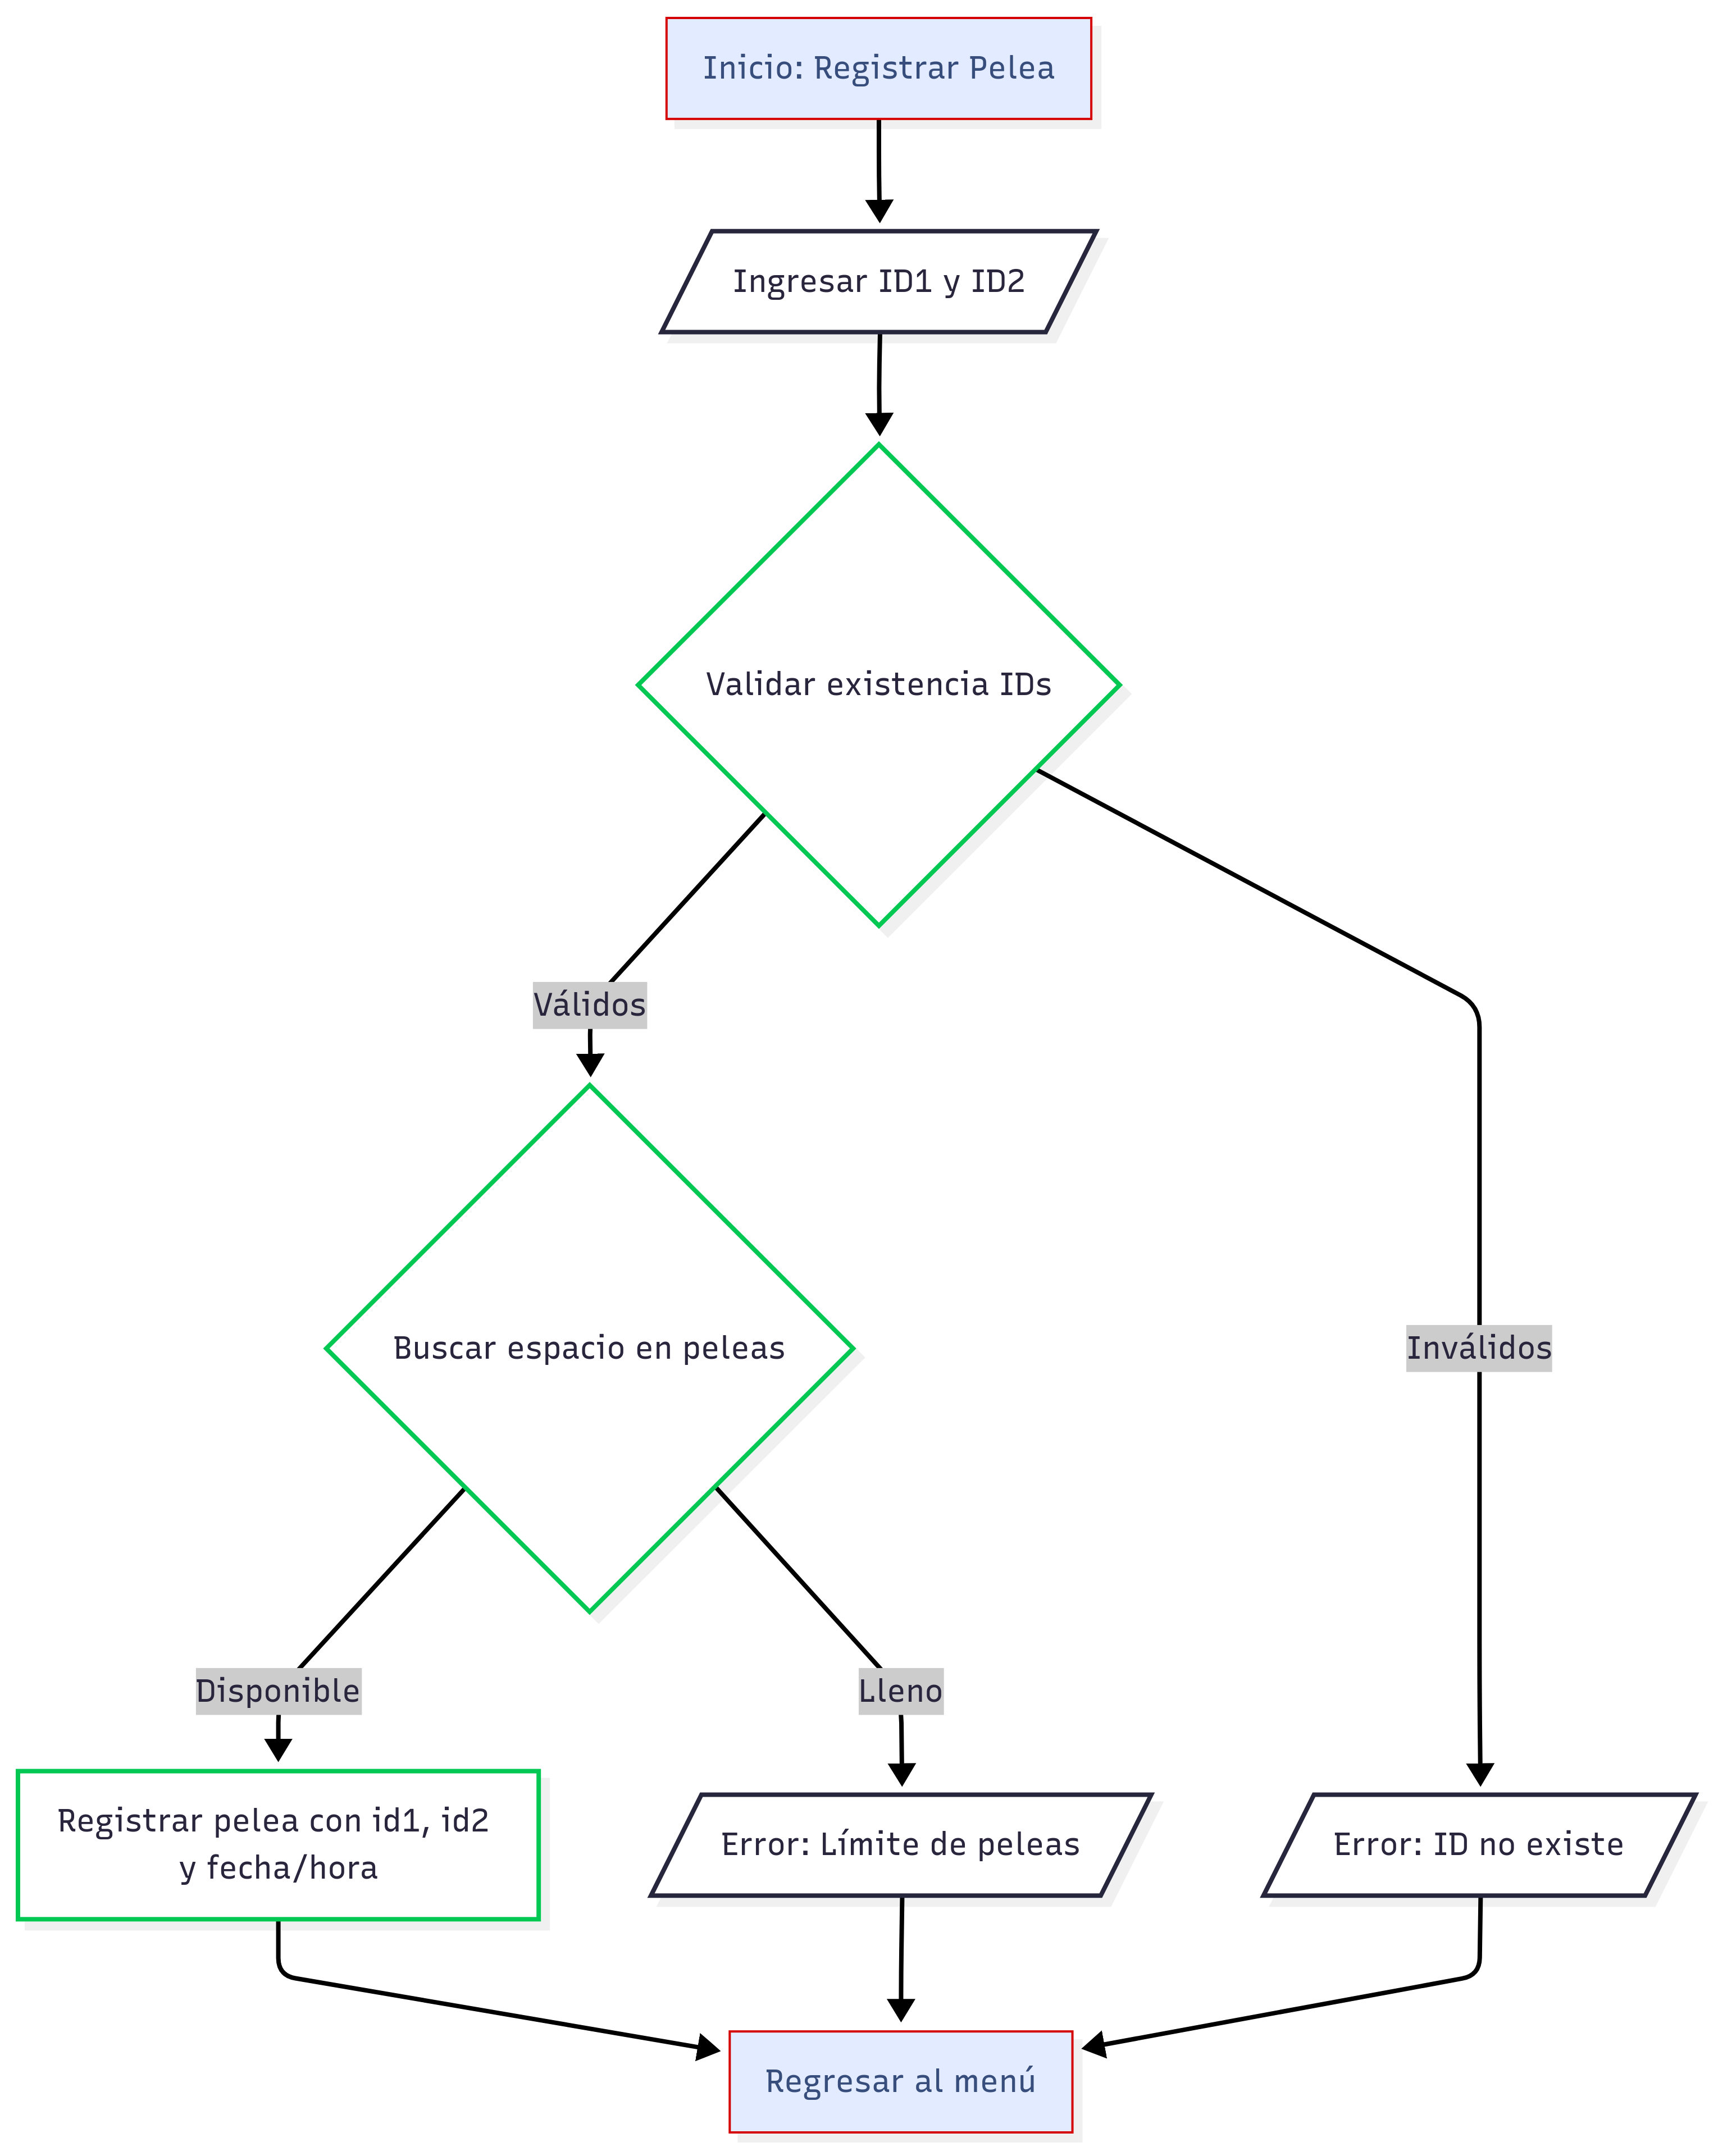 Inicio: Registrar Pelea
Ingresar ID1 y ID2
Validar existencia IDs
Válidos
Buscar espacio en peleas
Inválidos
Disponible
Lleno
Registrar pelea con id1, id2
y fecha/hora
Error: Límite de peleas
Error: ID no existe
Regresar al menú